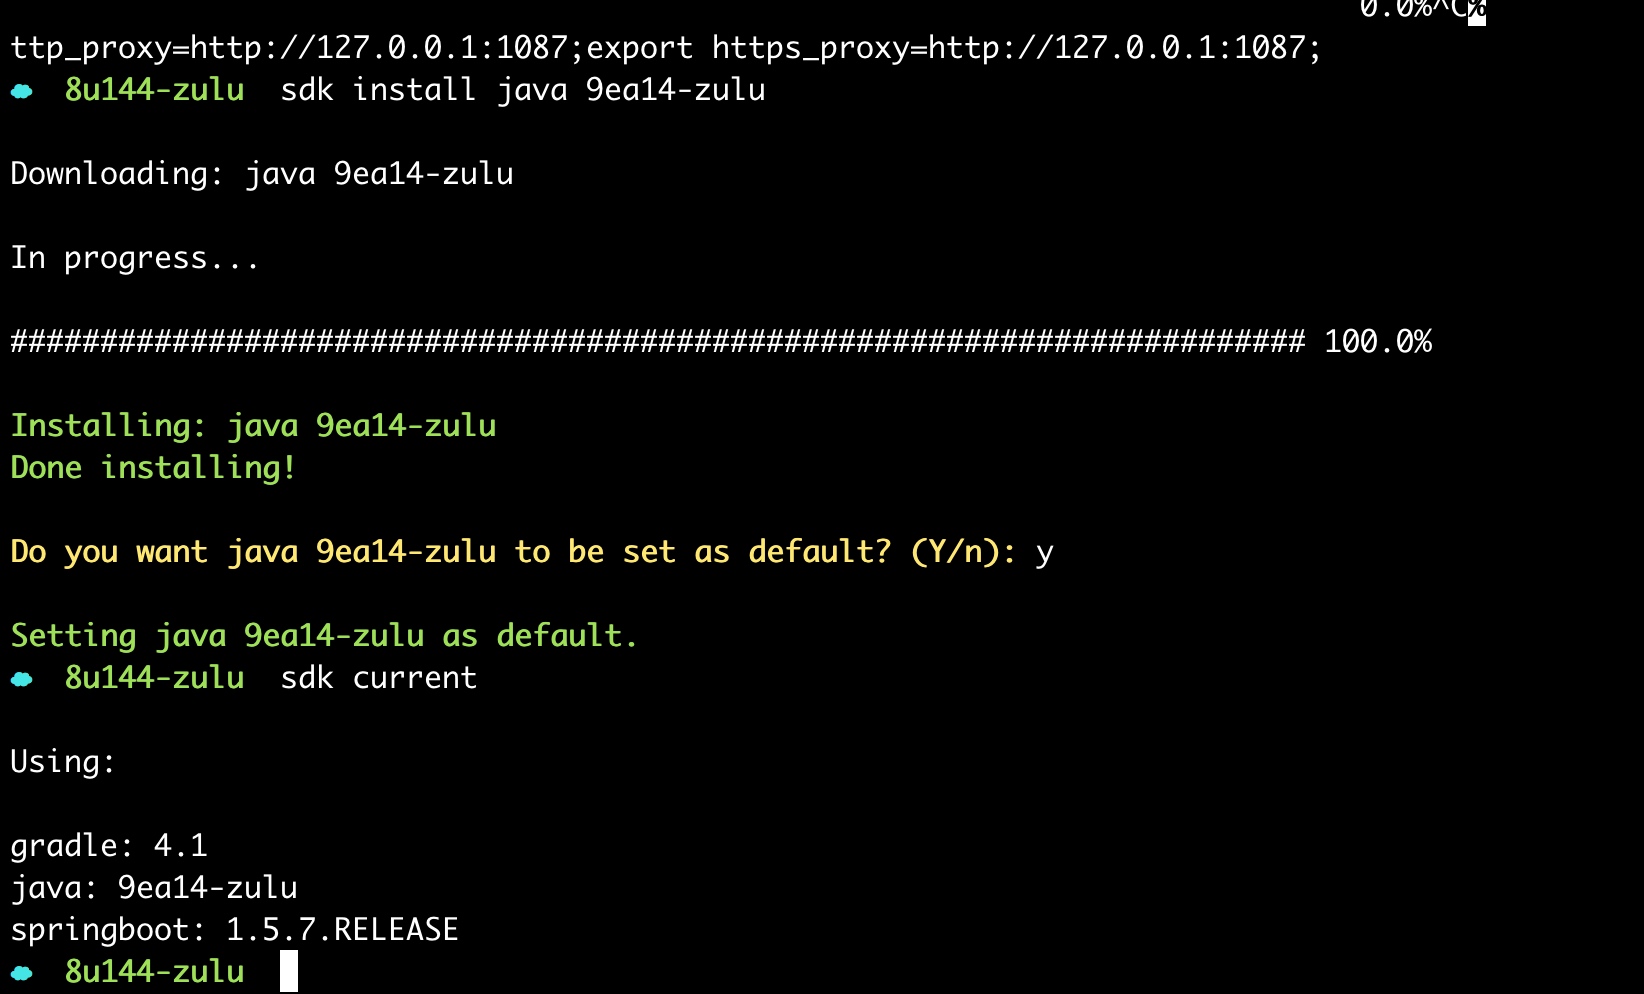 0.0%^C%
ttp_proxy=http://127.0.0.1:1087;export https_proxy=http://127.0.0.1:1087;
8u144-zulu sdk install java 9ea14-zulu
Downloading: java 9ea14-zulu
In progress...
######################################################################## 100.0%
Installing: java 9ea14-zulu
Done installing!
Do you want java 9ea14-zulu to be set as default? (Y/n): y
Setting java 9ea14-zulu as default.
8u144-zulu sdk current
Using:
gradle: 4.1
java: 9ea14-zulu
springboot: 1.5.7.RELEASE
8u144-zulu